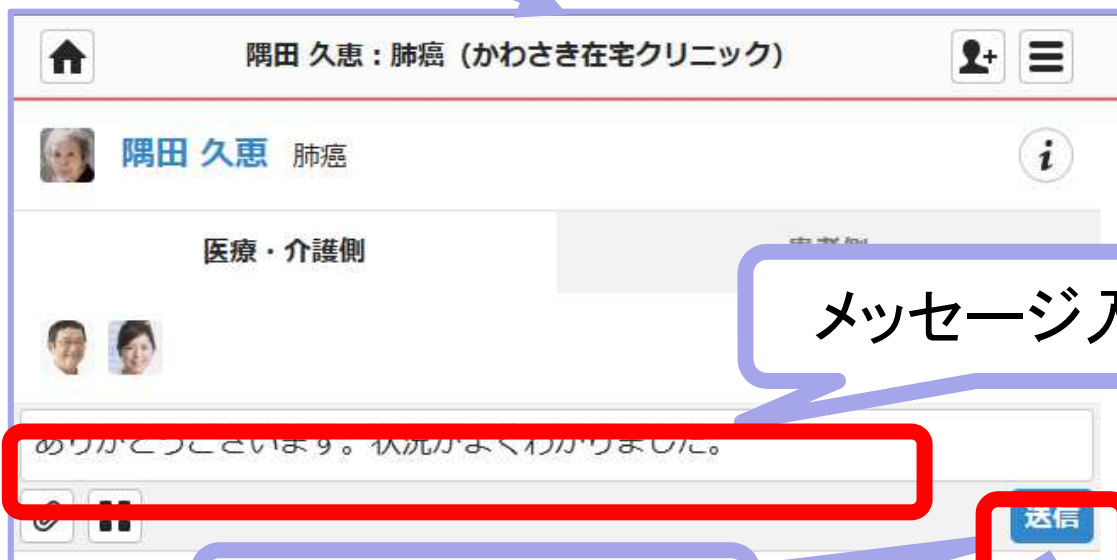 隅田 久恵:肺癌(かわさき在宅クリニック)
隅田 久恵 肺癌
医療・介護側
メッセージ入
ありがとうございます。状況がよくわかりました。
送信